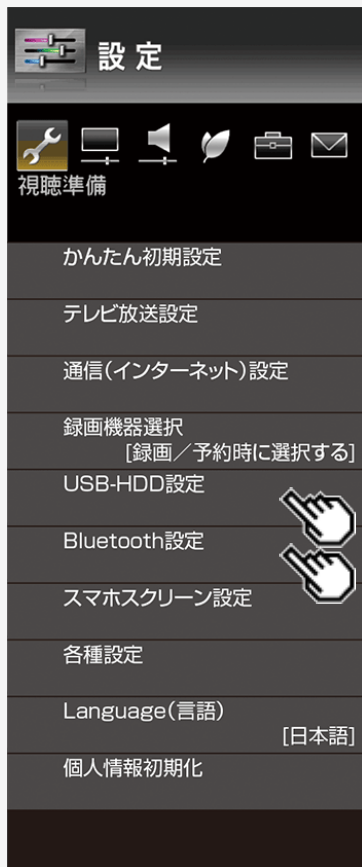 設定
視聴準備
かんたん初期設定
テレビ放送設定
通信(インターネット)設定
録画機器選択
[録画／予約時に選択する]
USB-HDD設定
Bluetooth設定
スマホスクリーン設定
各種設定
Language(言語)
[日本語]
個人情報初期化